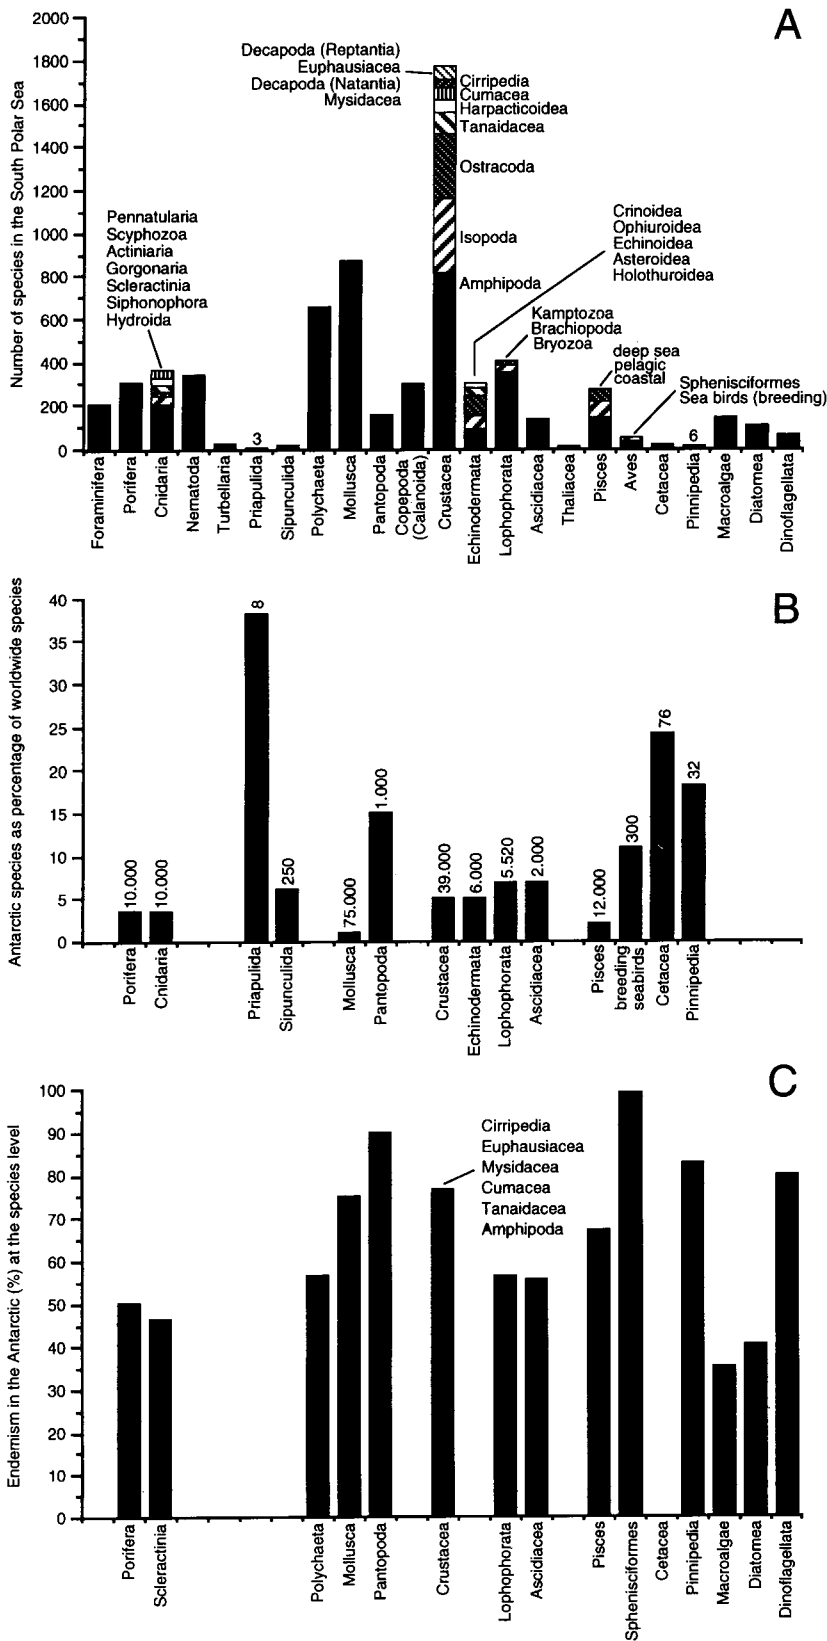 A
Number of species in the South Polar Sea
2000
1800
1600
1400
1200
1000
800
600
400
200
0
Decapoda (Reptantia)
Euphausiacea
Decapoda (Natantia)
Mysidacea
Cirripedia
Cumacea
Harpacticoidea
Tanaidacea
Ostracoda
Isopoda
Amphipoda
Pennatularia
Scyphozoa
Actiniaria
Gorgonaria
Scleractinia
Siphonophora
Hydroida
Crinoidea
Ophiuroidea
Echinoidea
Asteroidea
Holothuroidea
Kamptozoa
Brachiopoda
Bryozoa
deep sea
pelagic
coastal
Sphenisciformes
Sea birds (breeding)
3
6
Foraminifera
Porifera
Cnidaria
Nematoda
Turbellaria
Priapulida
Sipunculida
Polychaeta
Mollusca
Pantopoda
Copepoda
(Calanoida)
Crustacea
Echinodermata
Lophophorata
Ascidiacea
Thaliacea
Pisces
Aves
Cetacea
Pinnipedia
Macroalgae
Diatomea
Dinoflagellata
B
Antarctic species as percentage of worldwide species
40
35
30
25
20
15
10
5
0
10.000
10.000
8
250
75.000
1.000
39.000
6.000
5.520
2.000
12.000
300
76
32
Porifera
Cnidaria
Priapulida
Sipunculida
Mollusca
Pantopoda
Crustacea
Echinodermata
Lophophorata
Ascidiacea
Pisces
breeding
seabirds
Cetacea
Pinnipedia
C
Endemism in the Antarctic (%) at the species level
100
90
80
70
60
50
40
30
20
10
0
Cirripedia
Euphausiacea
Mysidacea
Cumacea
Tanaidacea
Amphipoda
Porifera
Scleractinia
Polychaeta
Mollusca
Pantopoda
Crustacea
Lophophorata
Ascidiacea
Pisces
Sphenisciformes
Cetacea
Pinnipedia
Macroalgae
Diatomea
Dinoflagellata